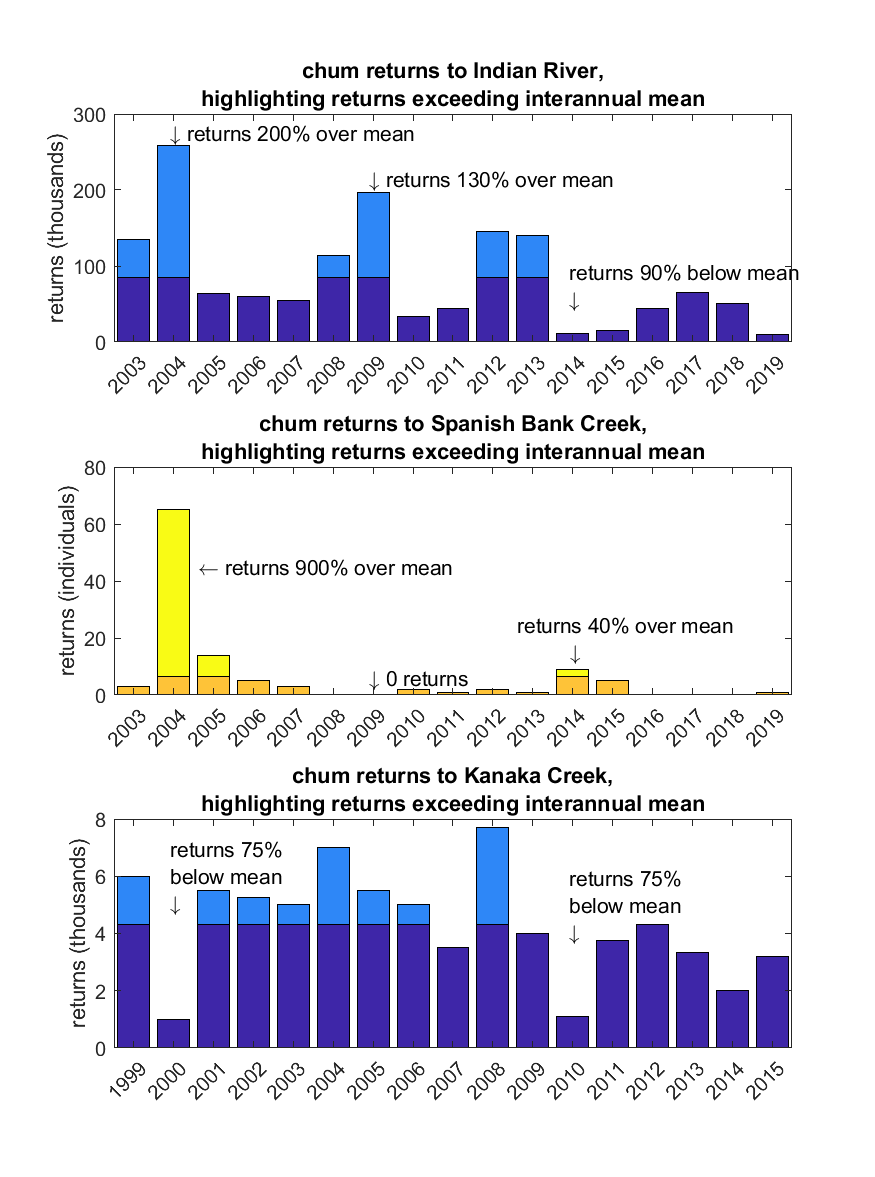 chum returns to Indian River,
highlighting returns exceeding interannual mean
300
200
100
0
returns (thousands)
↓ returns 200% over mean
↓ returns 130% over mean
returns 90% below mean
↓
2003 2004 2005 2006 2007 2008 2009 2010 2011 2012 2013 2014 2015 2016 2017 2018 2019
chum returns to Spanish Bank Creek,
highlighting returns exceeding interannual mean
80
60
40
20
0
returns (individuals)
← returns 900% over mean
returns 40% over mean
↓
↓ 0 returns
2003 2004 2005 2006 2007 2008 2009 2010 2011 2012 2013 2014 2015 2016 2017 2018 2019
chum returns to Kanaka Creek,
highlighting returns exceeding interannual mean
8
6
4
2
0
returns (thousands)
returns 75%
below mean
↓
returns 75%
below mean
↓
1999 2000 2001 2002 2003 2004 2005 2006 2007 2008 2009 2010 2011 2012 2013 2014 2015